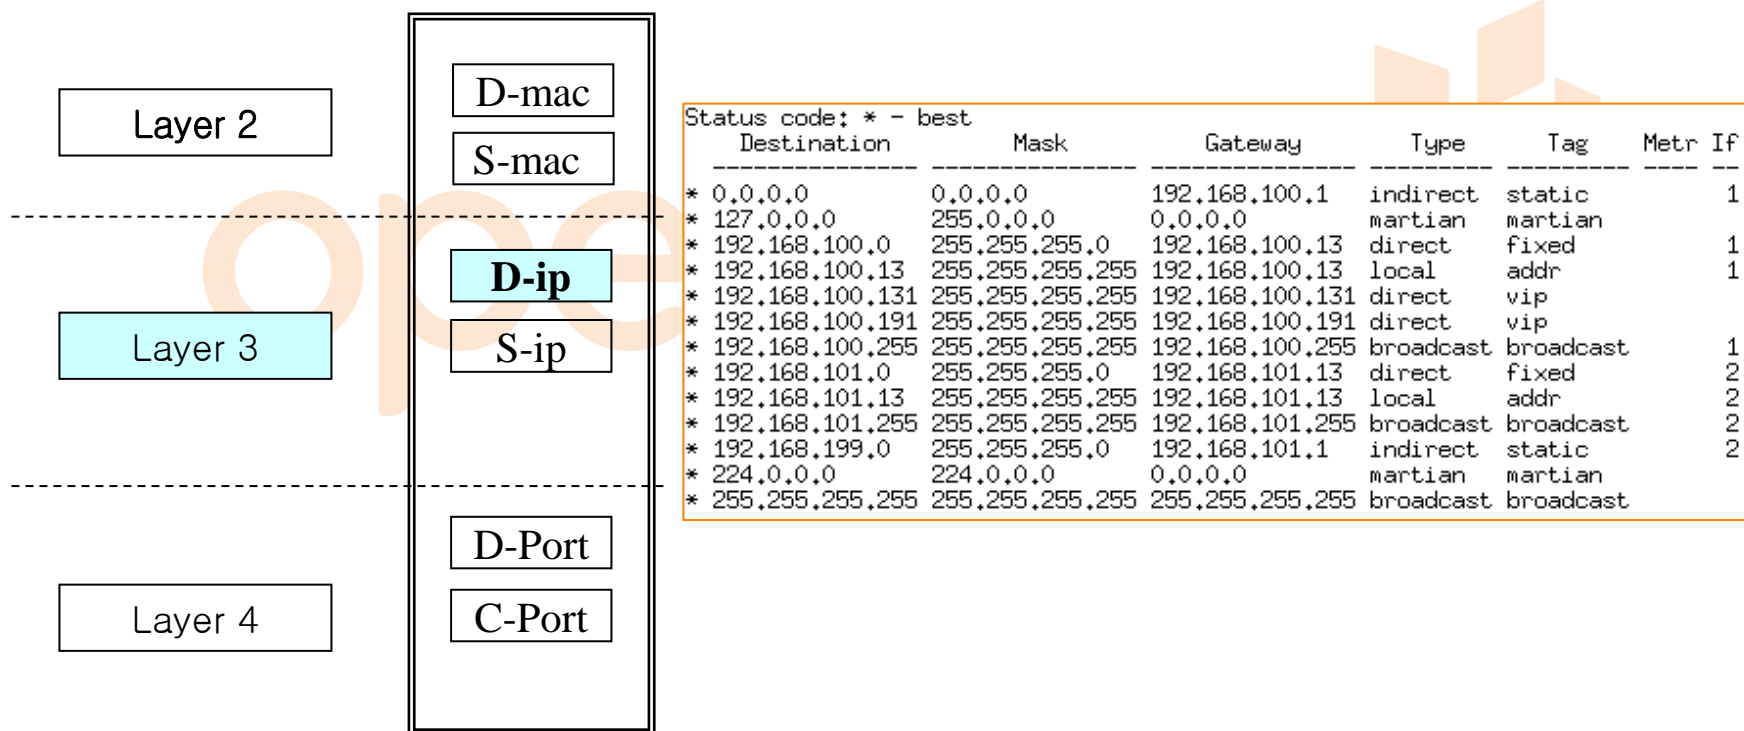 Layer 2
D-mac
S-mac
Layer 3
D-ip
S-ip
Layer 4
D-Port
C-Port
ope
Status code: * - best
Destination Mask Gateway Type Tag Metr If
--------------- --------------- --------------- --------- --------- ---- --
* 0.0.0.0 0.0.0.0 192.168.100.1 indirect static 1
* 127.0.0.0 255.0.0.0 0.0.0.0 martian martian
* 192.168.100.0 255.255.255.0 192.168.100.13 direct fixed 1
* 192.168.100.13 255.255.255.255 192.168.100.13 local addr 1
* 192.168.100.131 255.255.255.255 192.168.100.131 direct vip
* 192.168.100.191 255.255.255.255 192.168.100.191 direct vip
* 192.168.100.255 255.255.255.255 192.168.100.255 broadcast broadcast 1
* 192.168.101.0 255.255.255.0 192.168.101.13 direct fixed 2
* 192.168.101.13 255.255.255.255 192.168.101.13 local addr 2
* 192.168.101.255 255.255.255.255 192.168.101.255 broadcast broadcast 2
* 192.168.199.0 255.255.255.0 192.168.101.1 indirect static 2
* 224.0.0.0 224.0.0.0 0.0.0.0 martian martian
* 255.255.255.255 255.255.255.255 255.255.255.255 broadcast broadcast